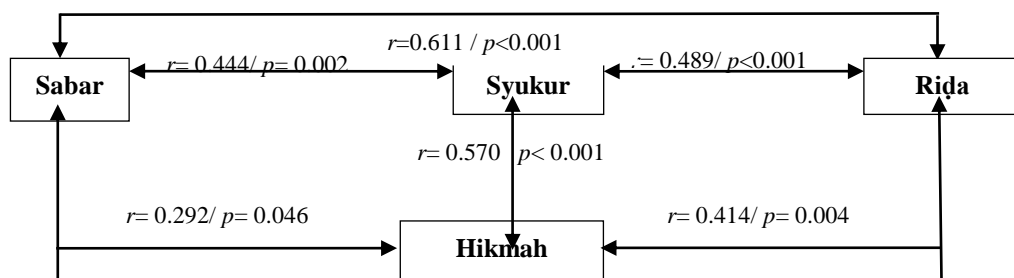 r=0.611 / p<0.001
r= 0.444/ p= 0.002
r= 0.489/ p<0.001
Sabar
Syukur
Riḍa
r= 0.570 p< 0.001
r= 0.292/ p= 0.046
r= 0.414/ p= 0.004
Hikmah